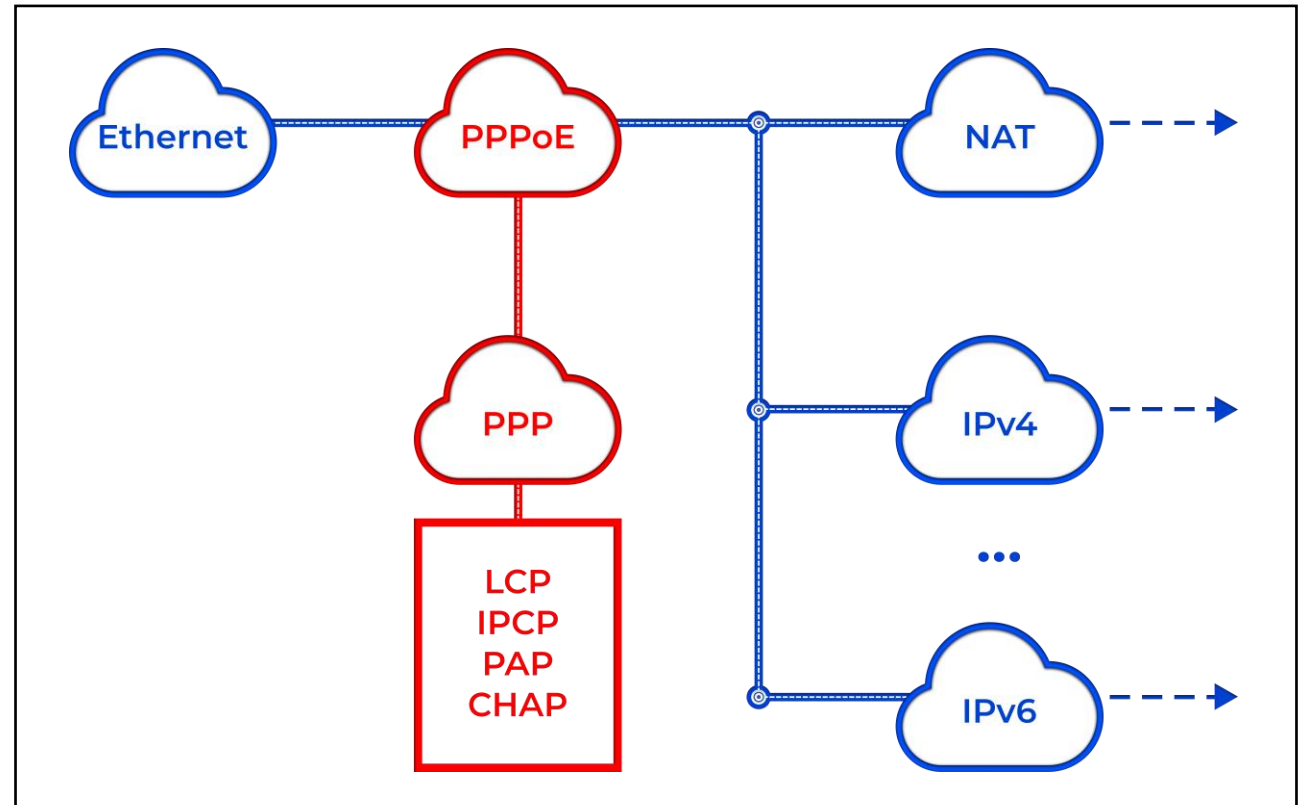 Ethernet
PPPoE
NAT
PPP
IPv4
...
LCP
IPCP
PAP
CHAP
IPv6